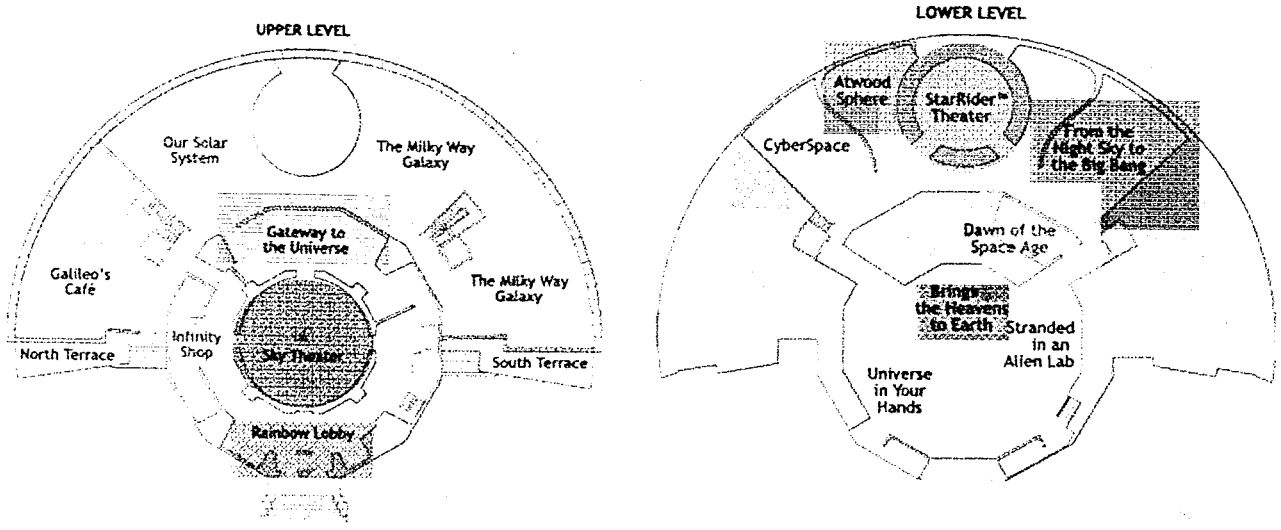 UPPER LEVEL
Our Solar
System
The Milky Way
Galaxy
Gateway to
the Universe
Galileo's
Café
The Milky Way
Galaxy
Infinity
Shop
Sky Theater
North Terrace
South Terrace
Rainbow Lobby
LOWER LEVEL
Atwood
Sphere
StarRider™
Theater
CyberSpace
From the
Night Sky to
the Big Bang
Dawn of the
Space Age
Brings
the Heavens
to Earth
Stranded
in an
Alien Lab
Universe
in Your
Hands